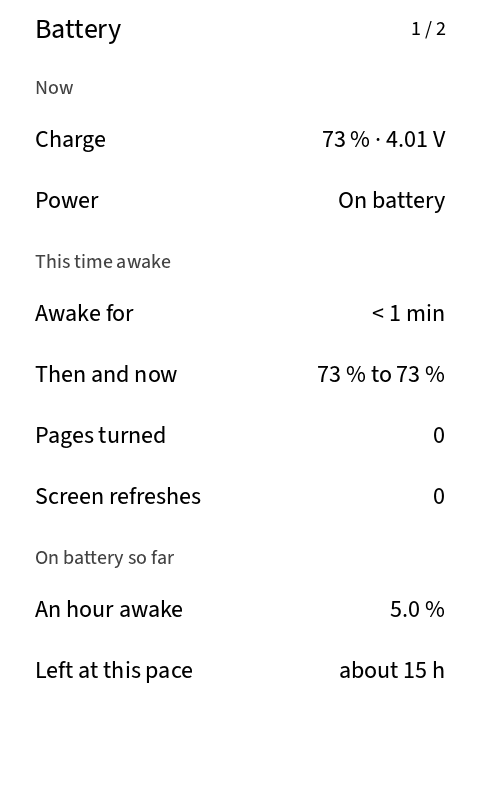 Battery 1 / 2
Now
Charge 73 % · 4.01 V
Power On battery
This time awake
Awake for < 1 min
Then and now 73 % to 73 %
Pages turned 0
Screen refreshes 0
On battery so far
An hour awake 5.0 %
Left at this pace about 15 h